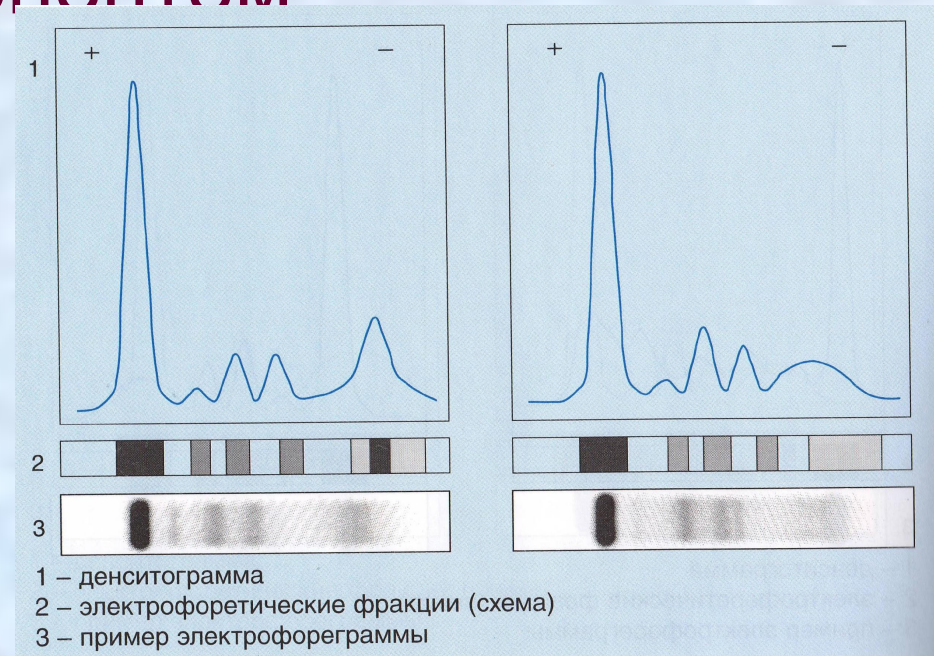 + −
+ −
1
2
3
1 – денситограмма
2 – электрофоретические фракции (схема)
3 – пример электрофореграммы